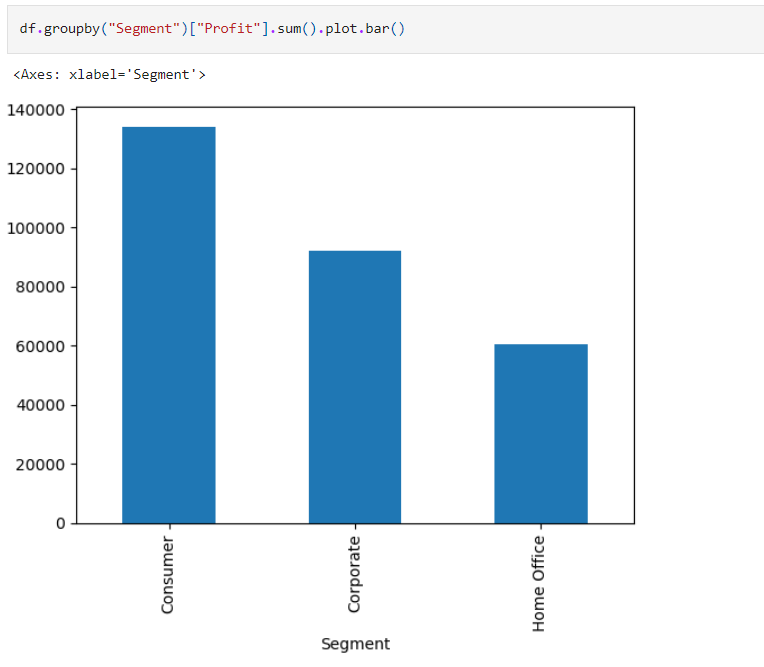 df.groupby("Segment")["Profit"].sum().plot.bar()
<Axes: xlabel='Segment'>
140000
120000
100000
80000
60000
40000
20000
0
Consumer
Corporate
Home Office
Segment